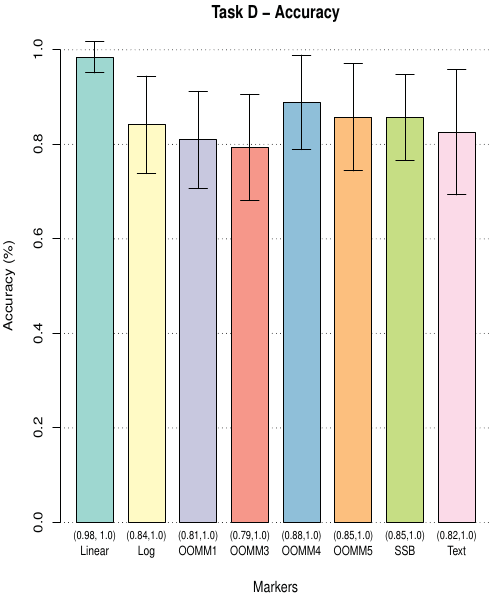 Task D – Accuracy
Accuracy (%)
1.0
0.8
0.6
0.4
0.2
0.0
(0.98, 1.0) (0.84,1.0) (0.81,1.0) (0.79,1.0) (0.88,1.0) (0.85,1.0) (0.85,1.0) (0.82,1.0)
Linear Log OOMM1 OOMM3 OOMM4 OOMM5 SSB Text
Markers